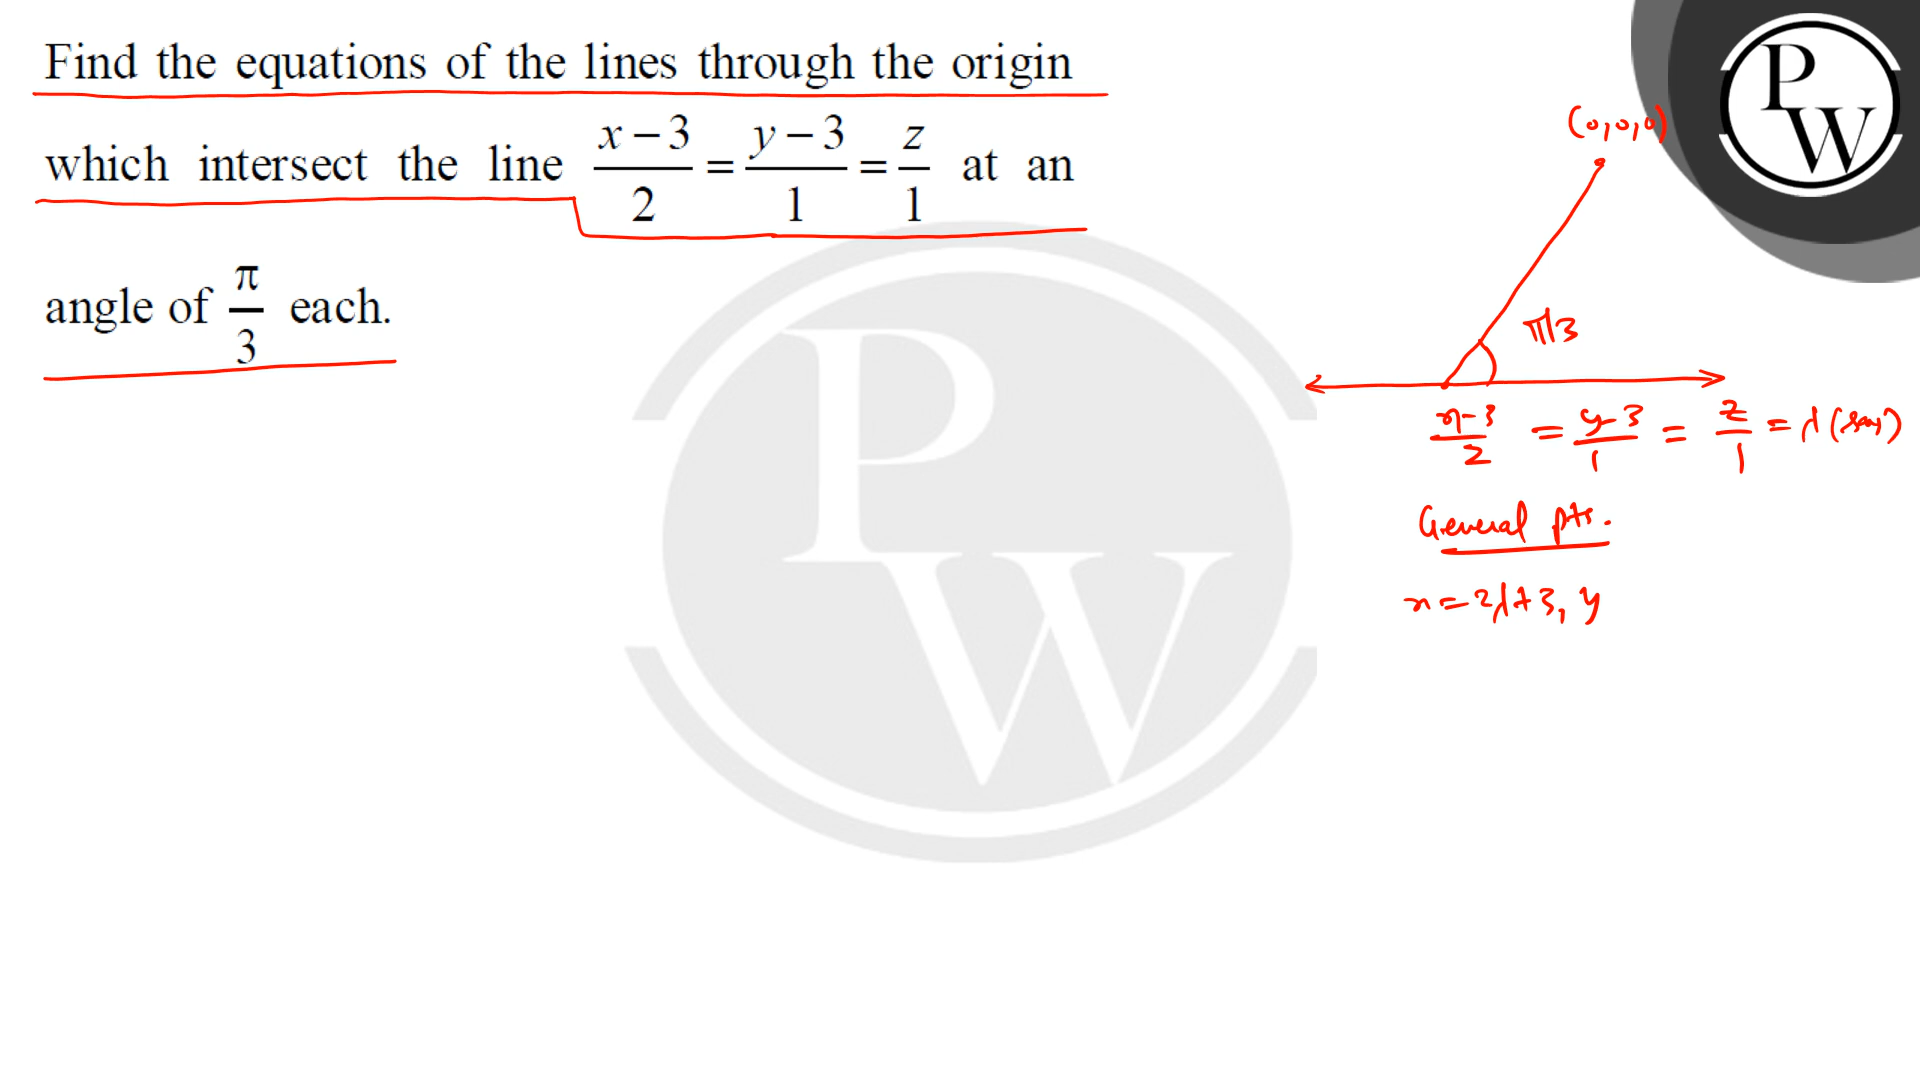 Find the equations of the lines through the origin
which intersect the line (x − 3)/2 = (y − 3)/1 = z/1 at an
angle of π/3 each.
PW
(0,0,0)
π/3
(x-3)/2 = (y-3)/1 = z/1 = λ (say)
General pts.
x = 2λ+3, y
PW